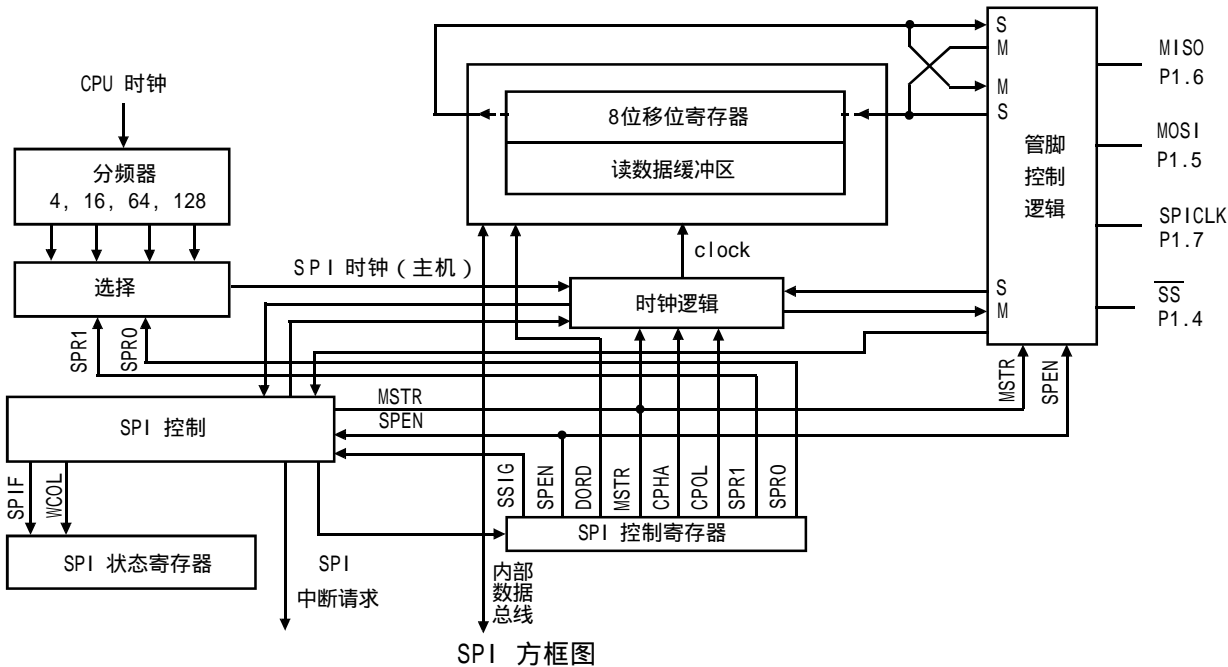 S
M
MISO
P1.6
CPU 时钟
M
8位移位寄存器
S
管脚
控制
逻辑
MOSI
P1.5
分频器
4, 16, 64, 128
读数据缓冲区
SPICLK
P1.7
clock
SPI 时钟(主机)
选择
时钟逻辑
S
M
SS
P1.4
SPR1
SPR0
MSTR
SPEN
MSTR
SPEN
SPI 控制
SPIF
WCOL
SSIG
SPEN
DORD
MSTR
CPHA
CPOL
SPR1
SPR0
SPI 控制寄存器
SPI 状态寄存器
SPI
中断请求
内部
数据
总线
SPI 方框图